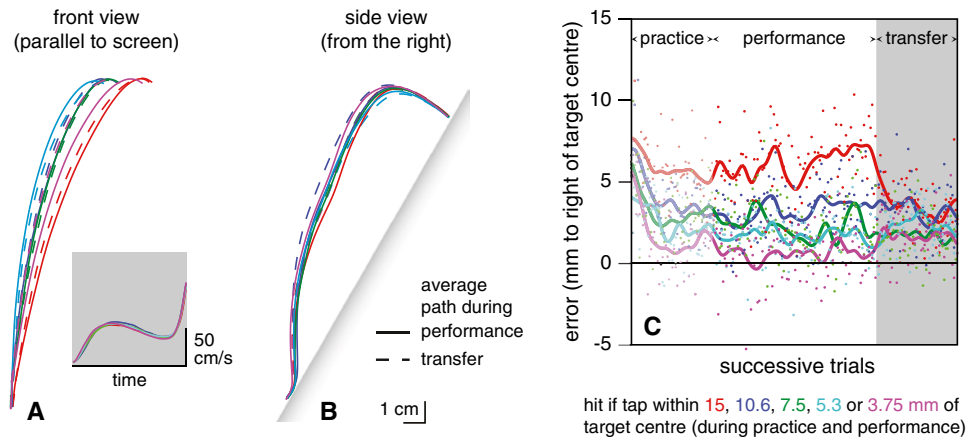 front view
(parallel to screen)
50
cm/s
time
A
side view
(from the right)
average
path during
performance
transfer
B
1 cm
15
10
5
0
-5
error (mm to right of target centre)
practice
performance
transfer
C
successive trials
hit if tap within 15, 10.6, 7.5, 5.3 or 3.75 mm of
target centre (during practice and performance)